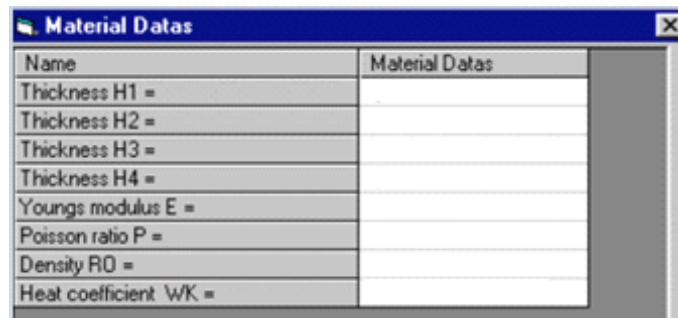 Material Datas
Name Material Datas
Thickness H1 =
Thickness H2 =
Thickness H3 =
Thickness H4 =
Youngs modulus E =
Poisson ratio P =
Density RO =
Heat coefficient WK =